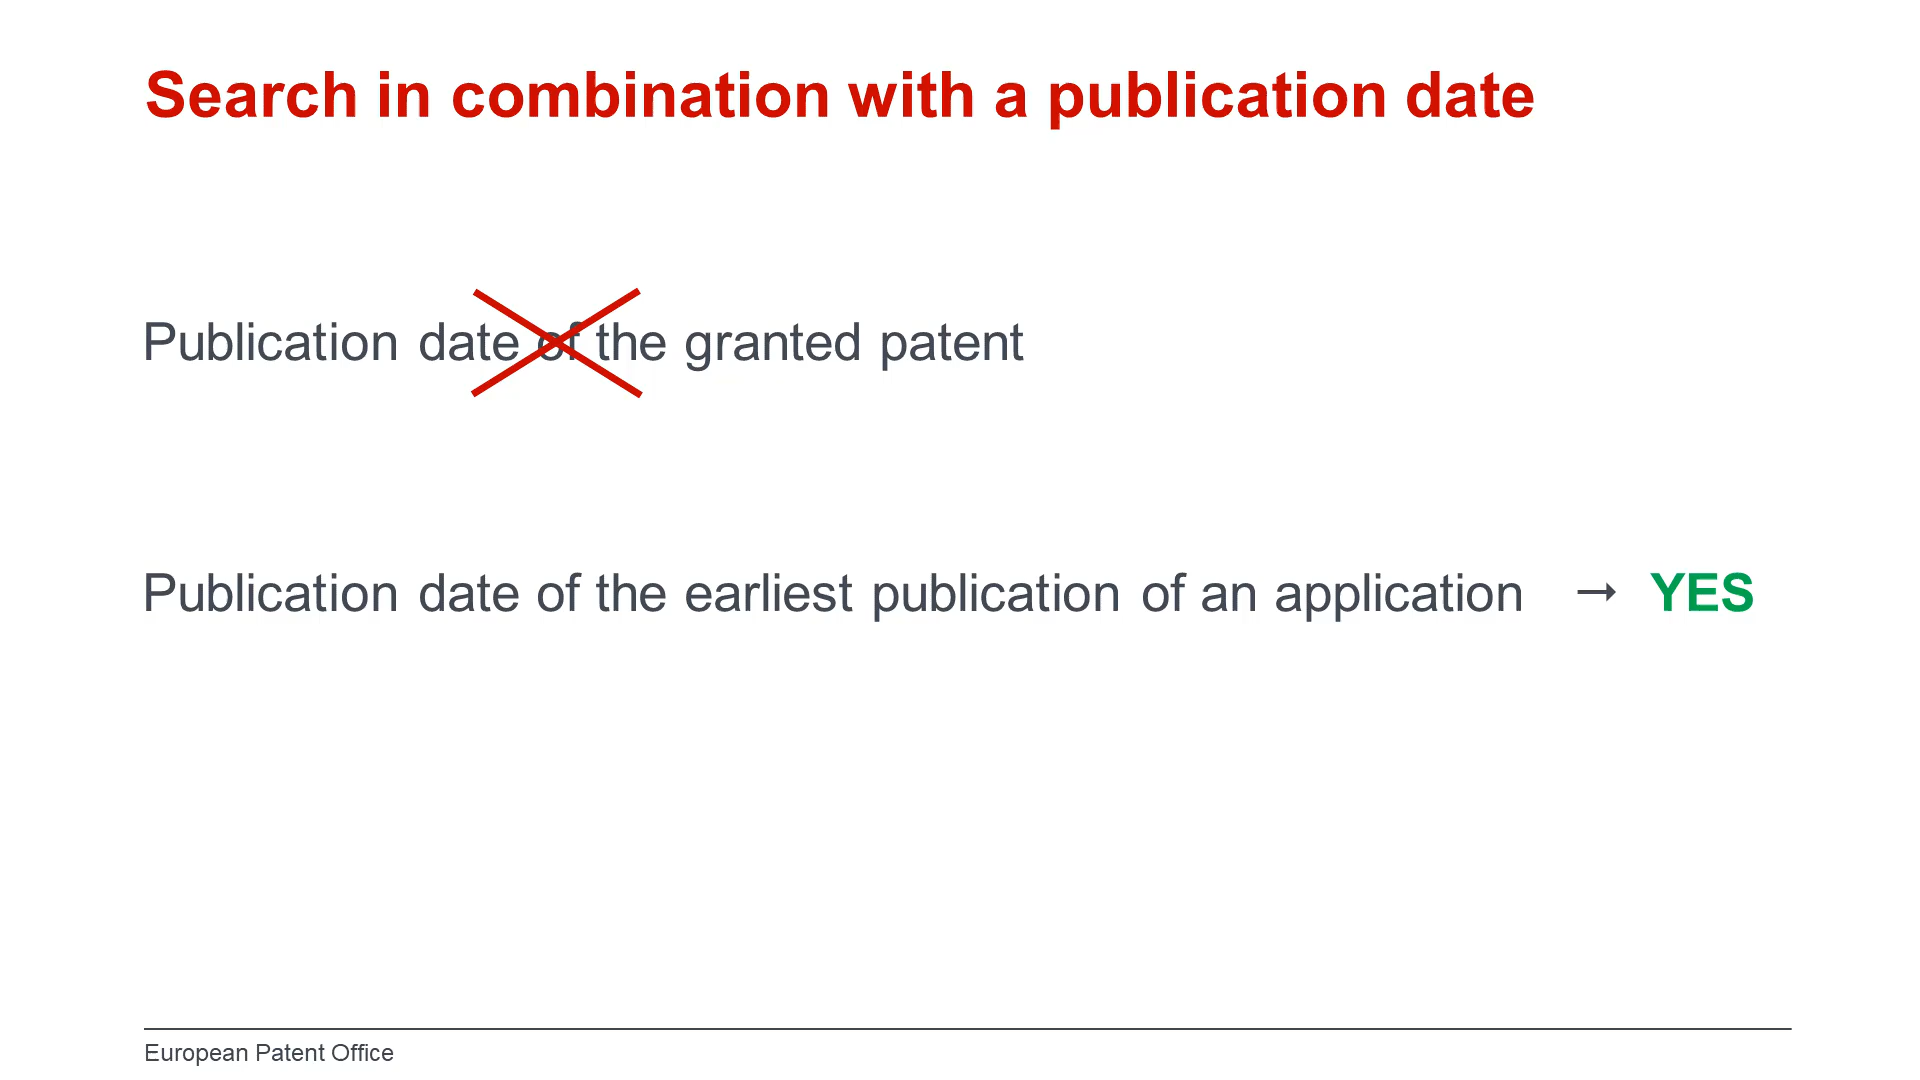 Search in combination with a publication date
Publication date of the granted patent
Publication date of the earliest publication of an application → YES
European Patent Office